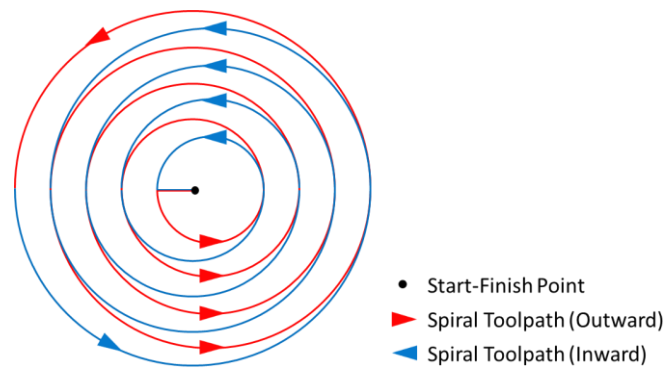 Start-Finish Point
Spiral Toolpath (Outward)
Spiral Toolpath (Inward)